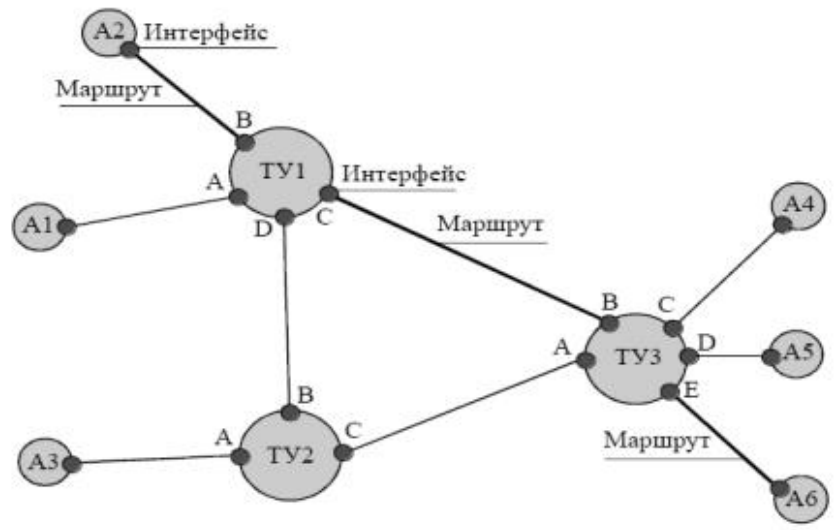 А2
Интерфейс
Маршрут
B
ТУ1
A
Интерфейс
C
D
А1
Маршрут
А4
B
C
A
ТУ3
D
А5
E
B
Маршрут
А3
A
ТУ2
C
А6